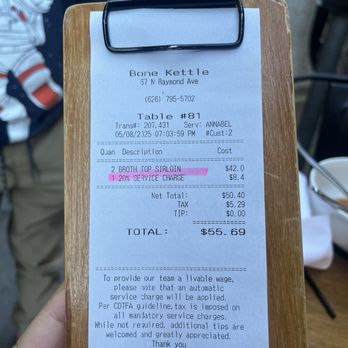 Bone Kettle
67 N Raymond Ave
(626) 795-5702
Table #81
Trans#: 207,431 Serv: ANNABEL
05/08/2025 07:03:59 PM #Cust:2
Quan Description Cost
2 BROTH TOP SIRLOIN $42.0
1 20% SERVICE CHARGE $8.4
Net Total: $50.40
TAX $5.29
TIP: $0.00
TOTAL: $55.69
To provide our team a livable wage,
please note that an automatic
service charge will be applied.
Per CDTFA guideline, tax is imposed on
all mandatory service charges.
While not required, additional tips are
welcomed and greatly appreciated.
Thank you